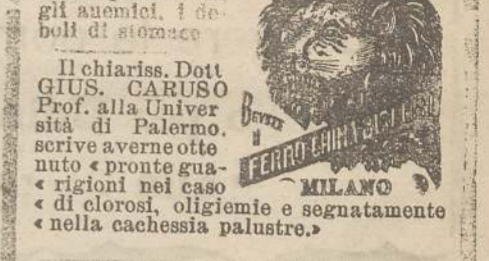 gli anemici, i de-
boli di stomaco
Il chiariss. Dott
GIUS. CARUSO
Prof. alla Univer
sità di Palermo.
scrive averne otte
nuto « pronte gua-
« rigioni nei caso
« di clorosi, oligiemie e segnatamente
« nella cachessia palustre.»
BEVETE
il
FERRO CHINA BISLERI
MILANO